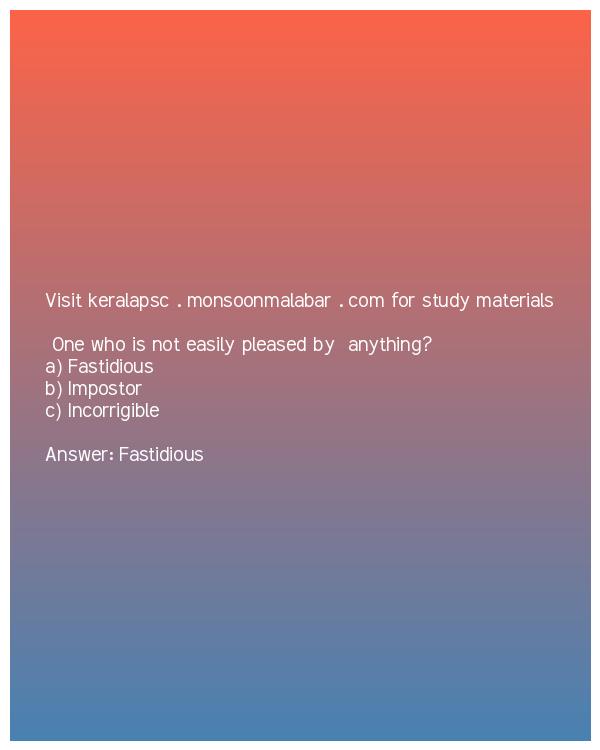 Visit keralapsc . monsoonmalabar . com for study materials
One who is not easily pleased by  anything?
a) Fastidious
b) Impostor
c) Incorrigible
Answer: Fastidious